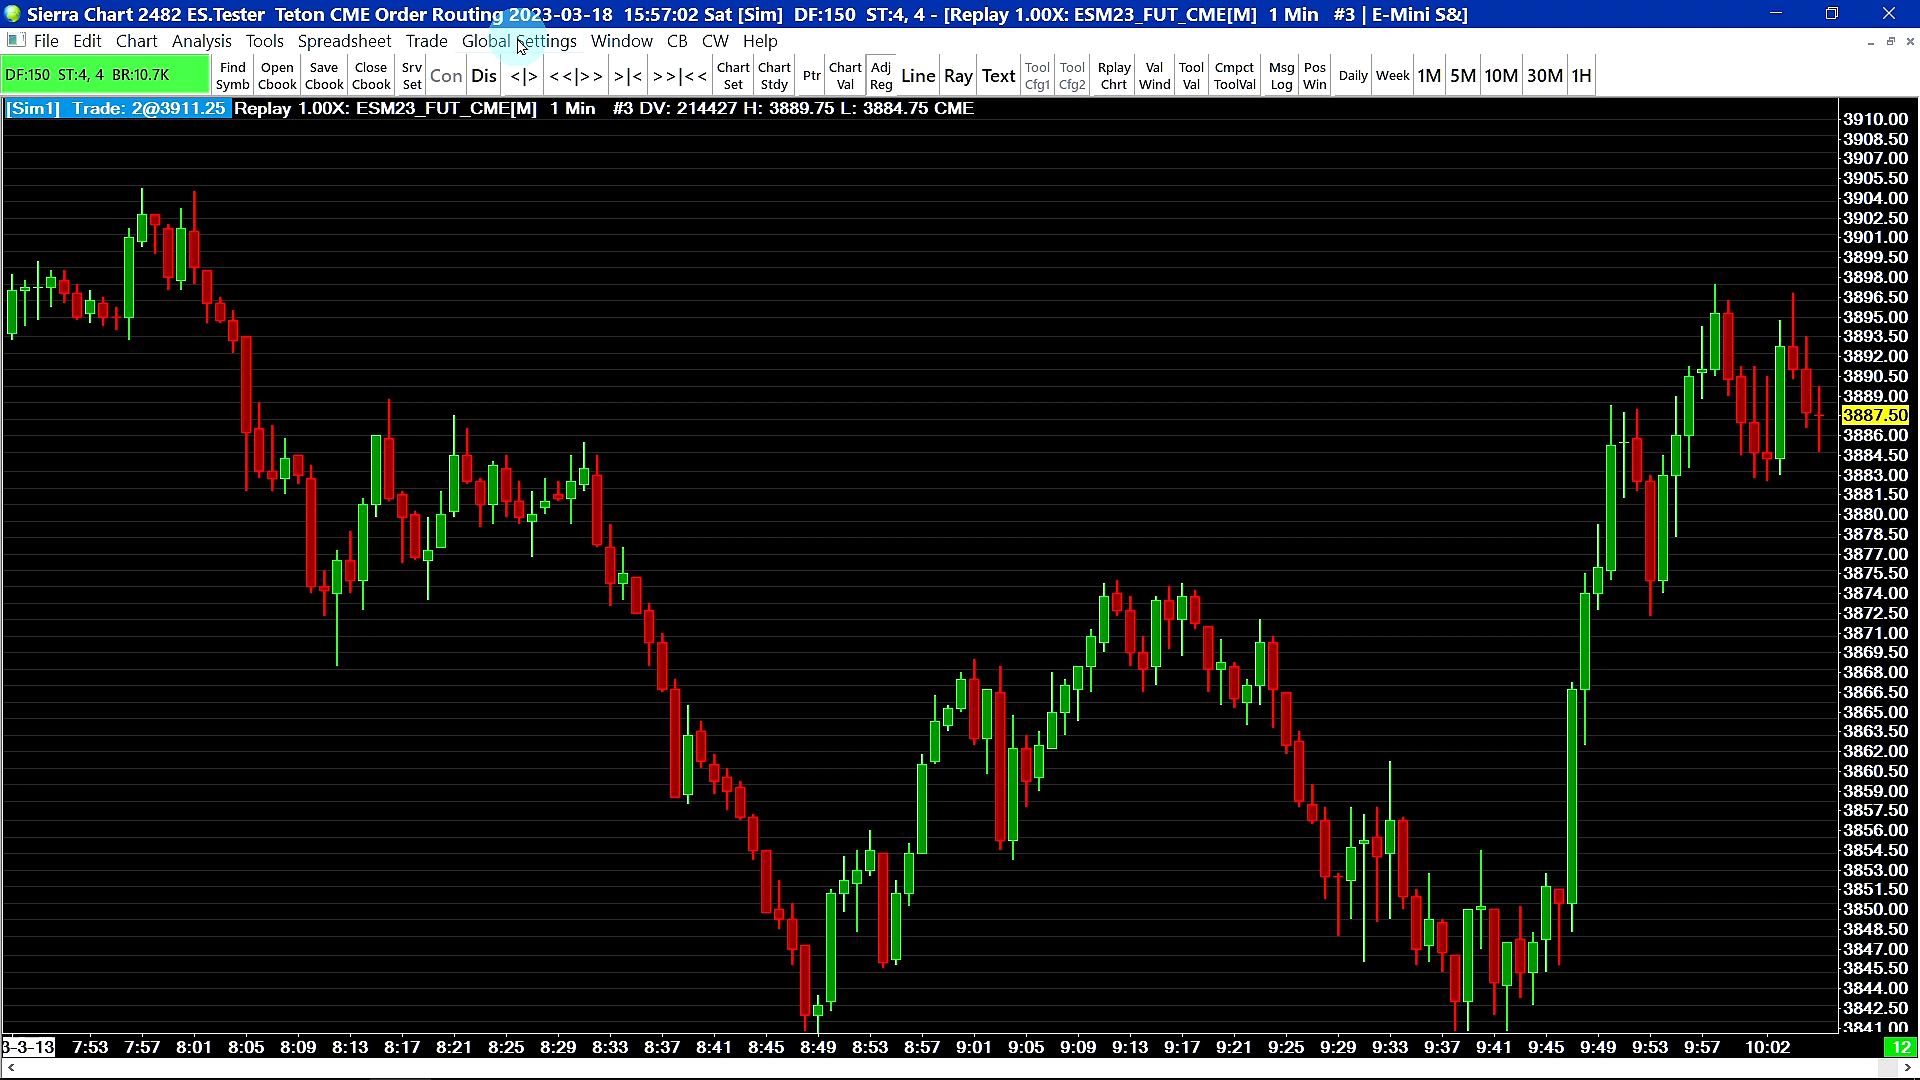 Sierra Chart 2482 ES.Tester  Teton CME Order Routing 2023-03-18  15:57:02 Sat [Sim]  DF:150  ST:4, 4 - [Replay 1.00X: ESM23_FUT_CME[M]  1 Min  #3 | E-Mini S&]
File Edit Chart Analysis Tools Spreadsheet Trade Global Settings Window CB CW Help
DF:150  ST:4, 4  BR:10.7K
Find Symb
Open Cbook
Save Cbook
Close Cbook
Srv Set
Con
Dis
<|>
<<|>>
>|<
>>|<<
Chart Set
Chart Stdy
Ptr
Chart Val
Adj Reg
Line
Ray
Text
Tool Cfg1
Tool Cfg2
Rplay Chrt
Val Wind
Tool Val
Cmpct ToolVal
Msg Log
Pos Win
Daily
Week
1M
5M
10M
30M
1H
[Sim1]  Trade: 2@3911.25 Replay 1.00X: ESM23_FUT_CME[M]  1 Min  #3 DV: 214427 H: 3889.75 L: 3884.75 CME
3910.00
3908.50
3907.00
3905.50
3904.00
3902.50
3901.00
3899.50
3898.00
3896.50
3895.00
3893.50
3892.00
3890.50
3889.00
3887.50
3886.00
3884.50
3883.00
3881.50
3880.00
3878.50
3877.00
3875.50
3874.00
3872.50
3871.00
3869.50
3868.00
3866.50
3865.00
3863.50
3862.00
3860.50
3859.00
3857.50
3856.00
3854.50
3853.00
3851.50
3850.00
3848.50
3847.00
3845.50
3844.00
3842.50
3841.00
3-3-13 7:53 7:57 8:01 8:05 8:09 8:13 8:17 8:21 8:25 8:29 8:33 8:37 8:41 8:45 8:49 8:53 8:57 9:01 9:05 9:09 9:13 9:17 9:21 9:25 9:29 9:33 9:37 9:41 9:45 9:49 9:53 9:57 10:02 12